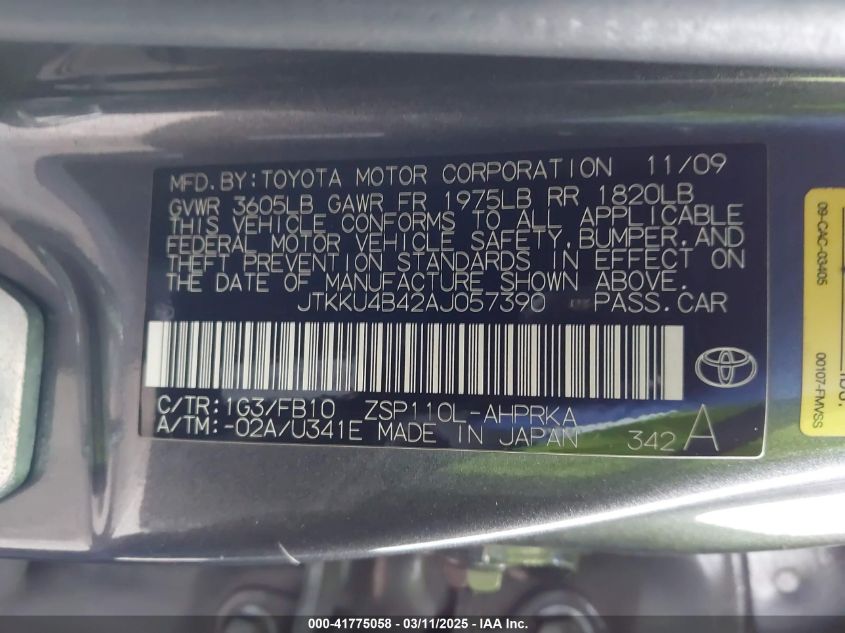 MFD.BY:TOYOTA MOTOR CORPORATION 11/09
GVWR 3605LB GAWR FR 1975LB RR 1820LB
THIS VEHICLE CONFORMS TO ALL APPLICABLE
FEDERAL MOTOR VEHICLE SAFETY,BUMPER,AND
THEFT PREVENTION STANDARDS IN EFFECT ON
THE DATE OF MANUFACTURE SHOWN ABOVE.
JTKKU4B42AJ057390 PASS.CAR
C/TR:1G3/FB10 ZSP110L-AHPRKA
A/TM:-02A/U341E MADE IN JAPAN 342 A
09-CAC-03405
00107-FMVSS
000-41775058 - 03/11/2025 - IAA Inc.